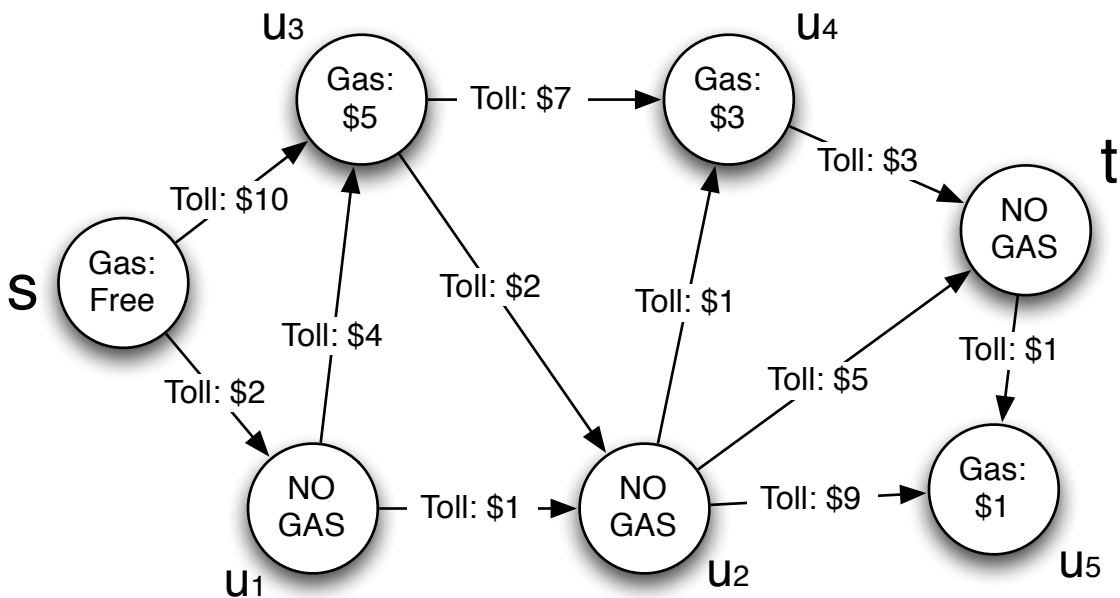 u3
u4
Gas:
$5
Toll: $7
Gas:
$3
Toll: $3
t
Toll: $10
NO
GAS
s
Gas:
Free
Toll: $2
Toll: $1
Toll: $4
Toll: $1
Toll: $2
Toll: $5
NO
GAS
Toll: $1
NO
GAS
Toll: $9
Gas:
$1
u1
u2
u5